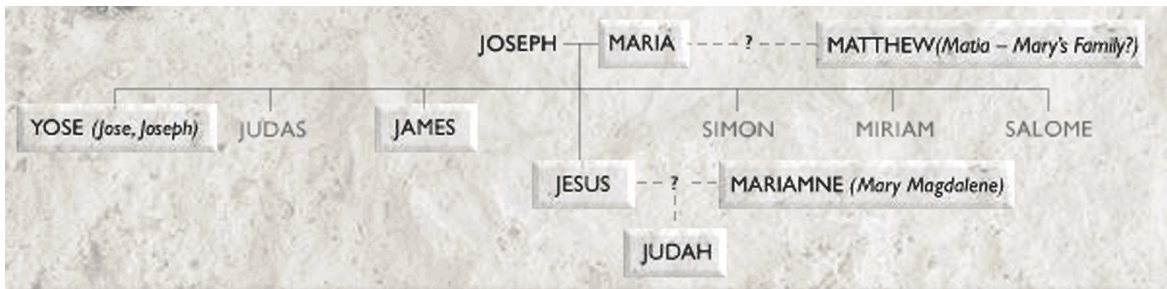 JOSEPH MARIA ? MATTHEW(Matia – Mary's Family?)
YOSE (Jose, Joseph) JUDAS JAMES SIMON MIRIAM SALOME
JESUS ? MARIAMNE (Mary Magdalene)
JUDAH